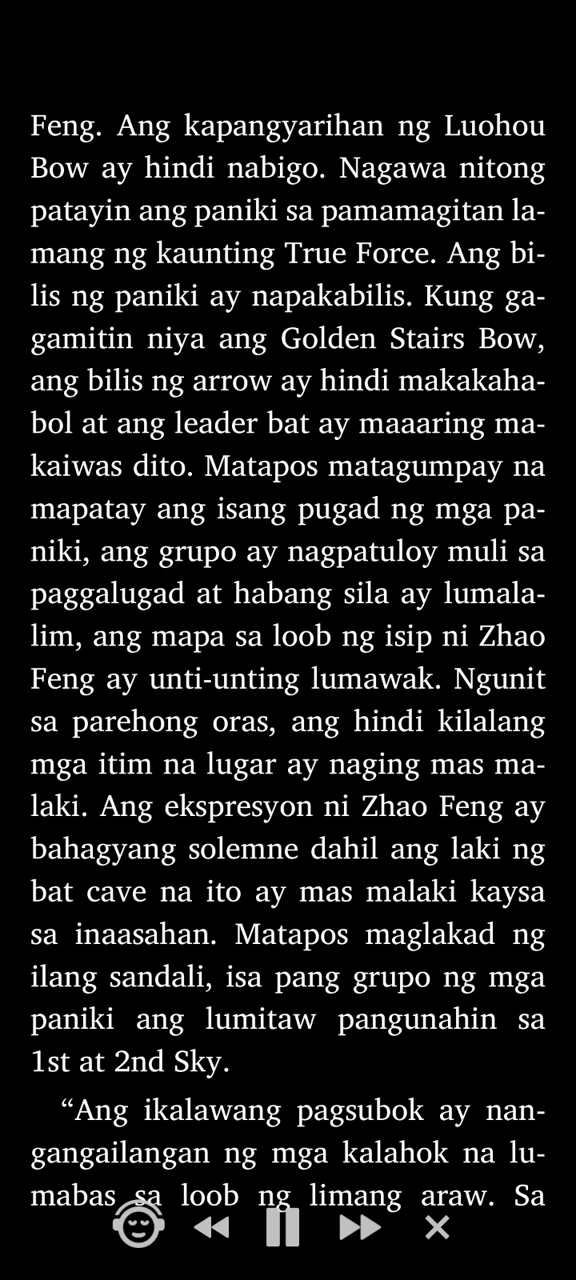 Feng. Ang kapangyarihan ng Luohou
Bow ay hindi nabigo. Nagawa nitong
patayin ang paniki sa pamamagitan la-
mang ng kaunting True Force. Ang bi-
lis ng paniki ay napakabilis. Kung ga-
gamitin niya ang Golden Stairs Bow,
ang bilis ng arrow ay hindi makakaha-
bol at ang leader bat ay maaaring ma-
kaiwas dito. Matapos matagumpay na
mapatay ang isang pugad ng mga pa-
niki, ang grupo ay nagpatuloy muli sa
paggalugad at habang sila ay lumala-
lim, ang mapa sa loob ng isip ni Zhao
Feng ay unti-unting lumawak. Ngunit
sa parehong oras, ang hindi kilalang
mga itim na lugar ay naging mas ma-
laki. Ang ekspresyon ni Zhao Feng ay
bahagyang solemne dahil ang laki ng
bat cave na ito ay mas malaki kaysa
sa inaasahan. Matapos maglakad ng
ilang sandali, isa pang grupo ng mga
paniki ang lumitaw pangunahin sa
1st at 2nd Sky.
“Ang ikalawang pagsubok ay nan-
gangailangan ng mga kalahok na lu-
mabas sa loob ng limang araw. Sa